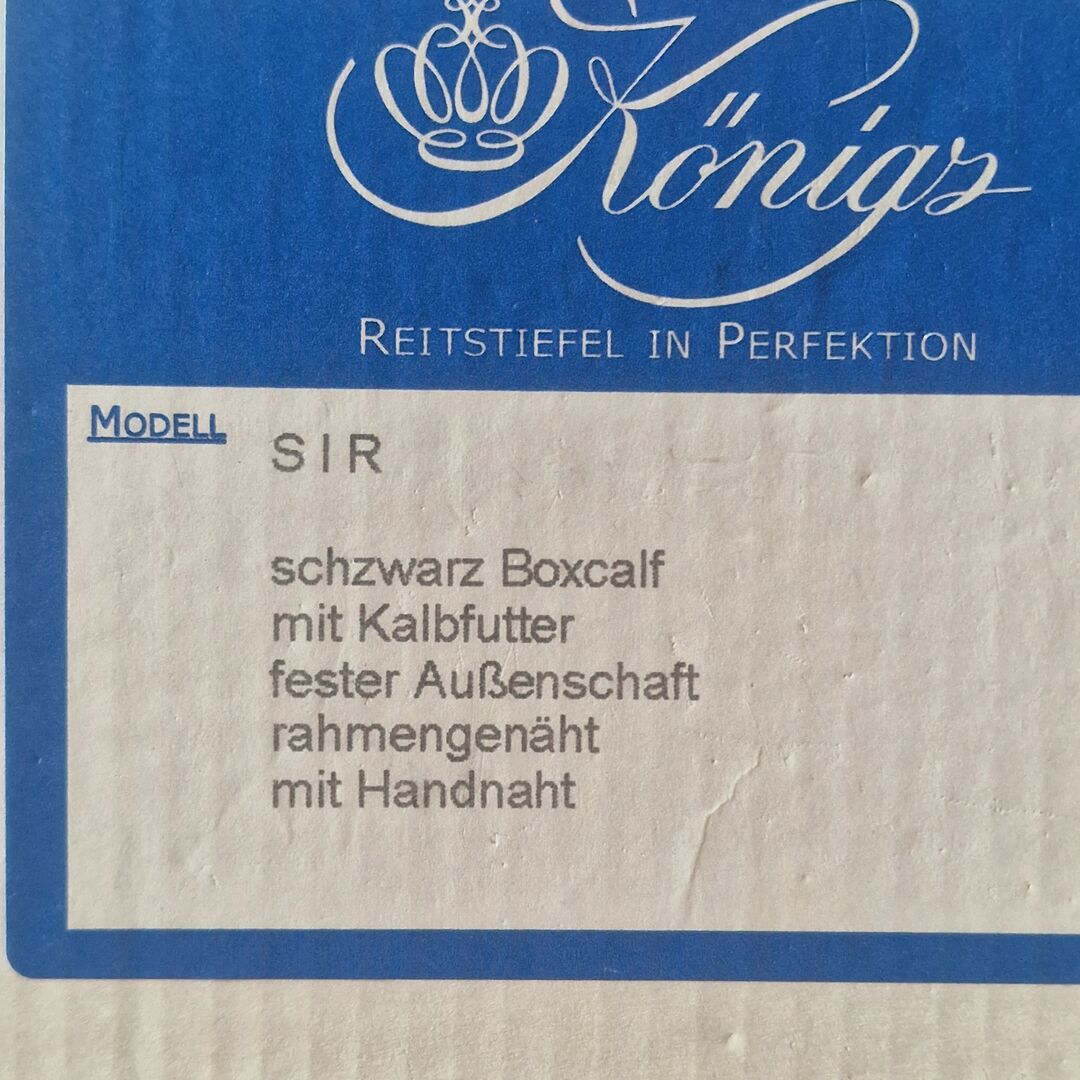 Königs
REITSTIEFEL IN PERFEKTION
MODELL
SIR
schzwarz Boxcalf
mit Kalbfutter
fester Außenschaft
rahmengenäht
mit Handnaht